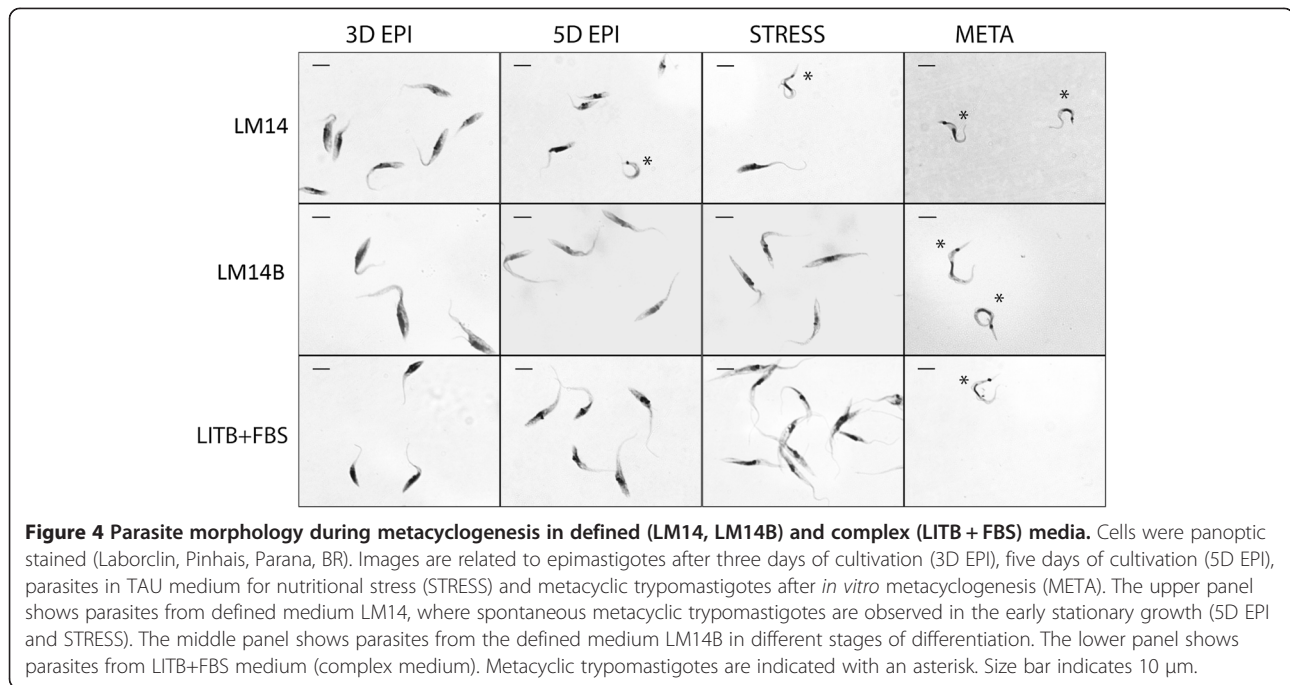 3D EPI 5D EPI STRESS META
LM14
* * * *
LM14B
* *
LITB+FBS
*
Figure 4 Parasite morphology during metacyclogenesis in defined (LM14, LM14B) and complex (LITB + FBS) media. Cells were panoptic
stained (Laborclin, Pinhais, Parana, BR). Images are related to epimastigotes after three days of cultivation (3D EPI), five days of cultivation (5D EPI),
parasites in TAU medium for nutritional stress (STRESS) and metacyclic trypomastigotes after in vitro metacyclogenesis (META). The upper panel
shows parasites from defined medium LM14, where spontaneous metacyclic trypomastigotes are observed in the early stationary growth (5D EPI
and STRESS). The middle panel shows parasites from the defined medium LM14B in different stages of differentiation. The lower panel shows
parasites from LITB+FBS medium (complex medium). Metacyclic trypomastigotes are indicated with an asterisk. Size bar indicates 10 μm.